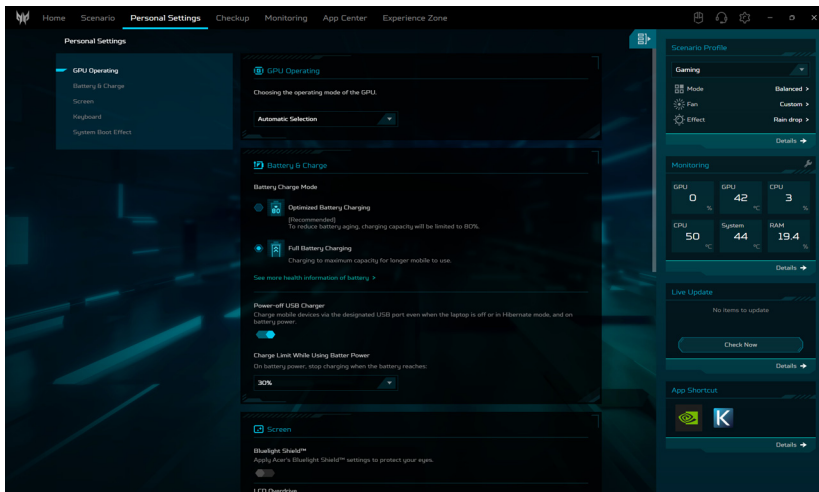 Home Scenario Personal Settings Checkup Monitoring App Center Experience Zone
Personal Settings
GPU Operating
Battery & Charge
Screen
Keyboard
System Boot Effect
GPU Operating
Choosing the operating mode of the GPU.
Automatic Selection
Battery & Charge
Battery Charge Mode
80
Optimized Battery Charging
[Recommended]
To reduce battery aging, charging capacity will be limited to 80%.
Full Battery Charging
Charging to maximum capacity for longer mobile to use.
See more health information of battery
Power-off USB Charger
Charge mobile devices via the designated USB port even when the laptop is off or in Hibernate mode, and on
battery power.
Charge Limit While Using Batter Power
On battery power, stop charging when the battery reaches:
30%
Screen
Bluelight Shield™
Apply Acer's Bluelight Shield™ settings to protect your eyes.
LCD Overdrive
Scenario Profile
Gaming
Mode Balanced >
Fan Custom >
Effect Rain drop >
Details →
Monitoring
GPU GPU CPU
0 % 42 °C 3 %
CPU System RAM
50 °C 44 °C 19.4 %
Details →
Live Update
No items to update
Check Now
Details →
App Shortcut
K
Details →